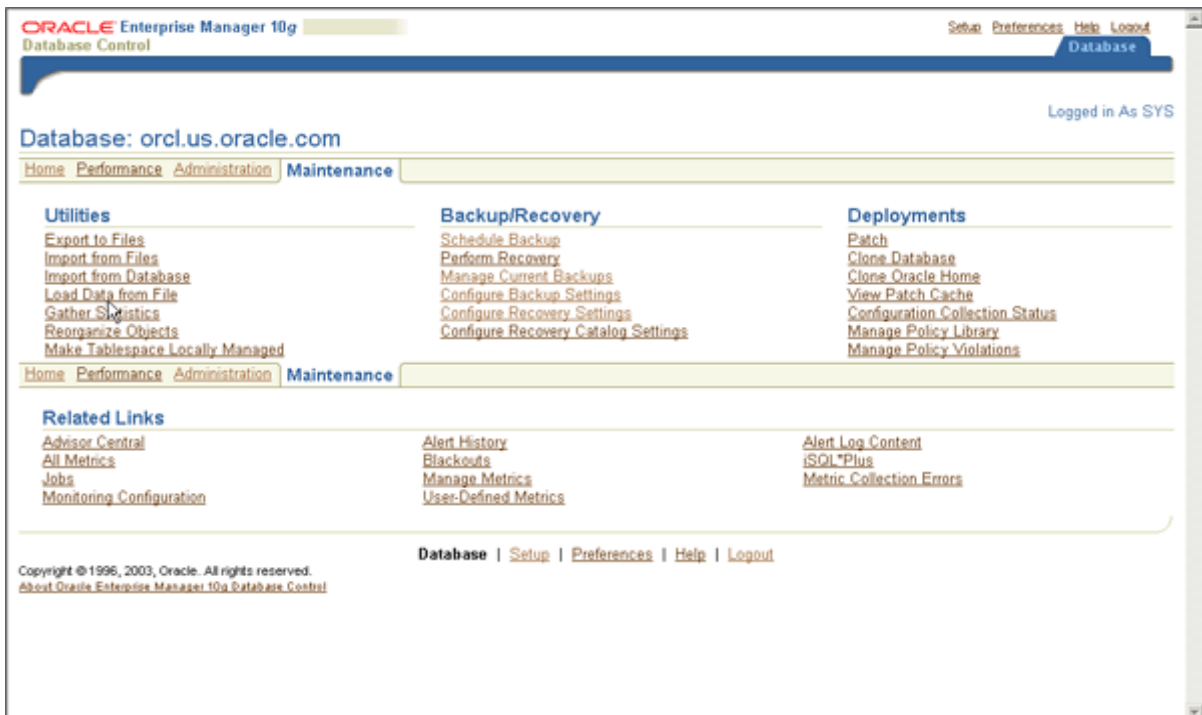 ORACLE Enterprise Manager 10g
Database Control
Setup Preferences Help Logout
Database
Logged in As SYS
Database: orcl.us.oracle.com
Home Performance Administration Maintenance
Utilities
Export to Files
Import from Files
Import from Database
Load Data from File
Gather Statistics
Reorganize Objects
Make Tablespace Locally Managed
Backup/Recovery
Schedule Backup
Perform Recovery
Manage Current Backups
Configure Backup Settings
Configure Recovery Settings
Configure Recovery Catalog Settings
Deployments
Patch
Clone Database
Clone Oracle Home
View Patch Cache
Configuration Collection Status
Manage Policy Library
Manage Policy Violations
Home Performance Administration Maintenance
Related Links
Advisor Central
All Metrics
Jobs
Monitoring Configuration
Alert History
Blackouts
Manage Metrics
User-Defined Metrics
Alert Log Content
iSQL*Plus
Metric Collection Errors
Database | Setup | Preferences | Help | Logout
Copyright © 1996, 2003, Oracle. All rights reserved.
About Oracle Enterprise Manager 10g Database Control